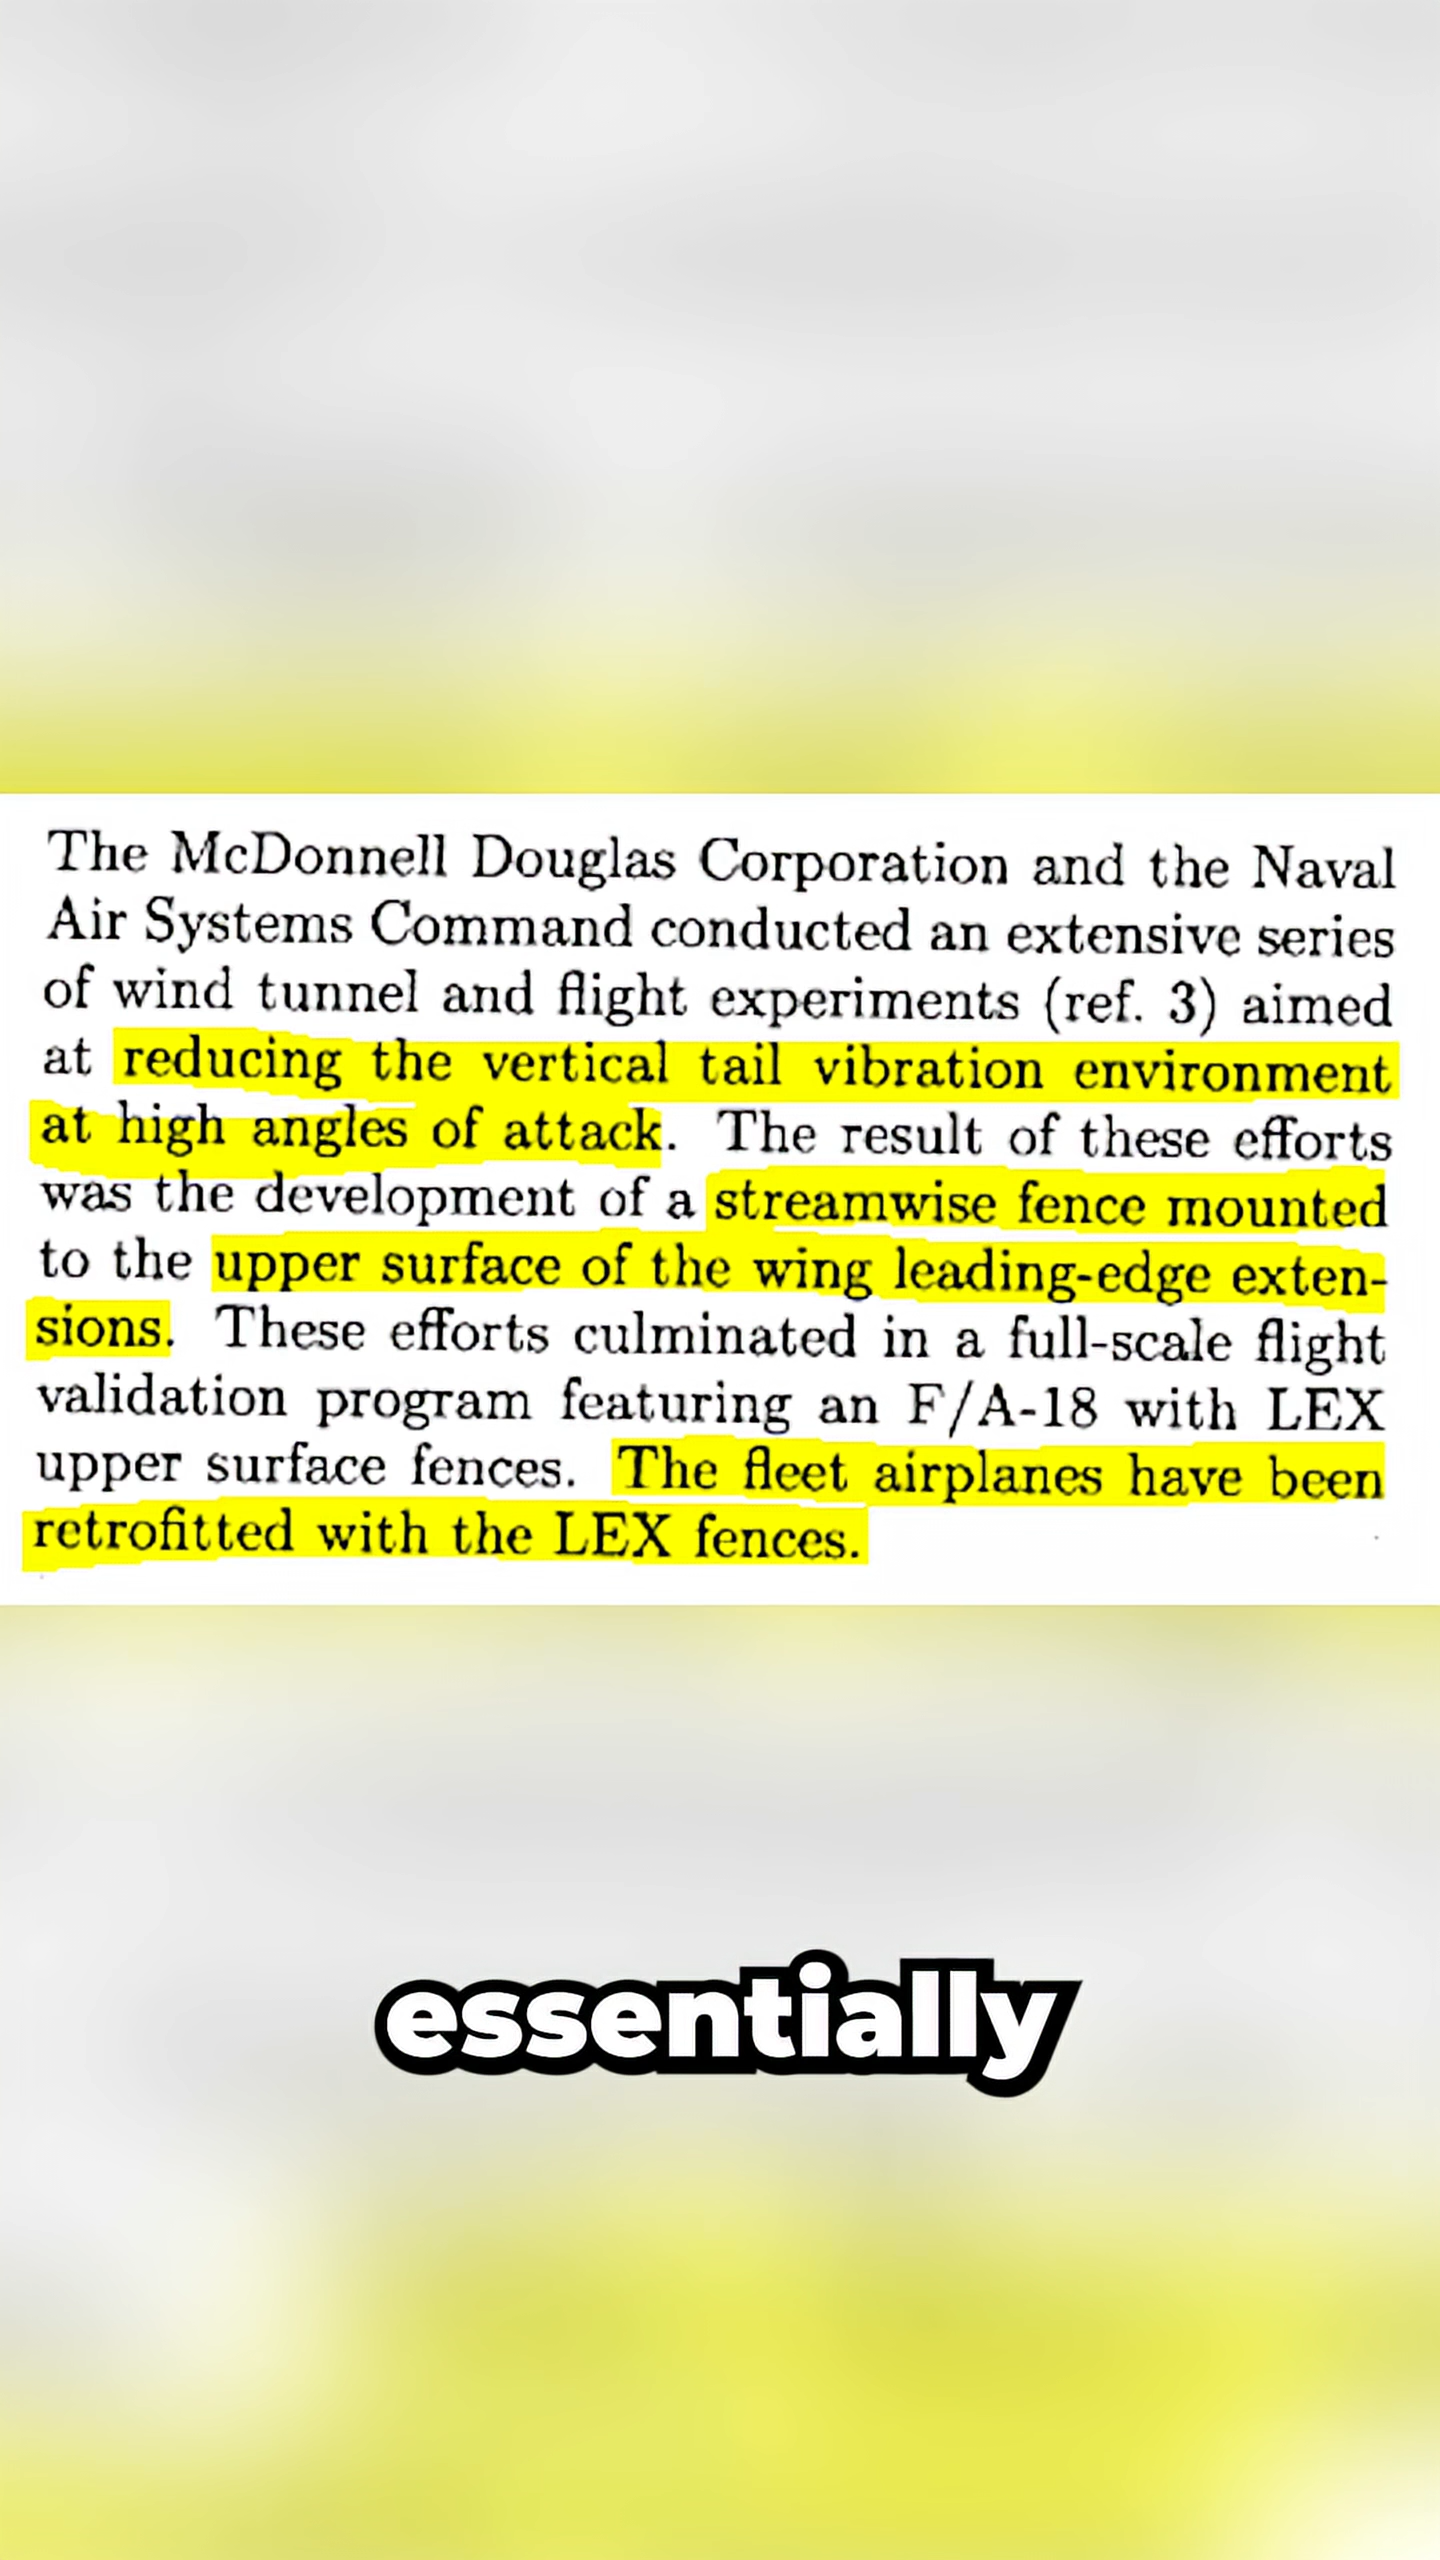 The McDonnell Douglas Corporation and the Naval
Air Systems Command conducted an extensive series
of wind tunnel and flight experiments (ref. 3) aimed
at reducing the vertical tail vibration environment
at high angles of attack. The result of these efforts
was the development of a streamwise fence mounted
to the upper surface of the wing leading-edge exten-
sions. These efforts culminated in a full-scale flight
validation program featuring an F/A-18 with LEX
upper surface fences. The fleet airplanes have been
retrofitted with the LEX fences.
essentially